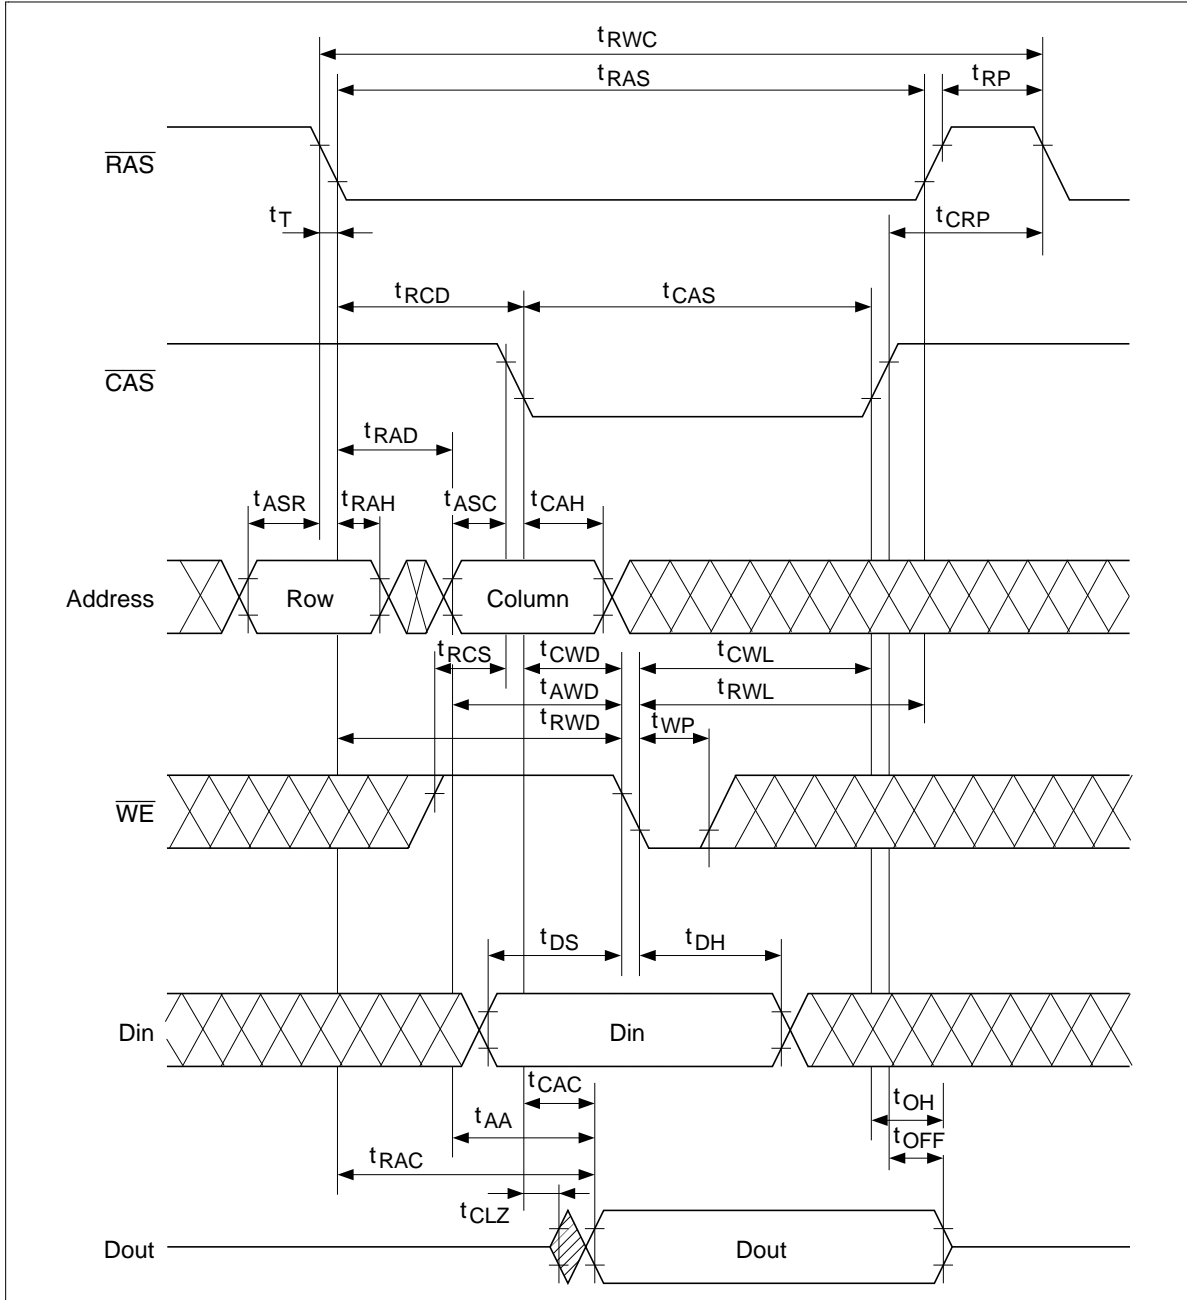 tRWC
tRAS
tRP
RAS
tT
tCRP
tRCD
tCAS
CAS
tRAD
tASR
tRAH
tASC
tCAH
Address
Row
Column
tRCS
tCWD
tCWL
tAWD
tRWL
tRWD
tWP
WE
tDS
tDH
Din
Din
tCAC
tOH
tAA
tOFF
tRAC
tCLZ
Dout
Dout